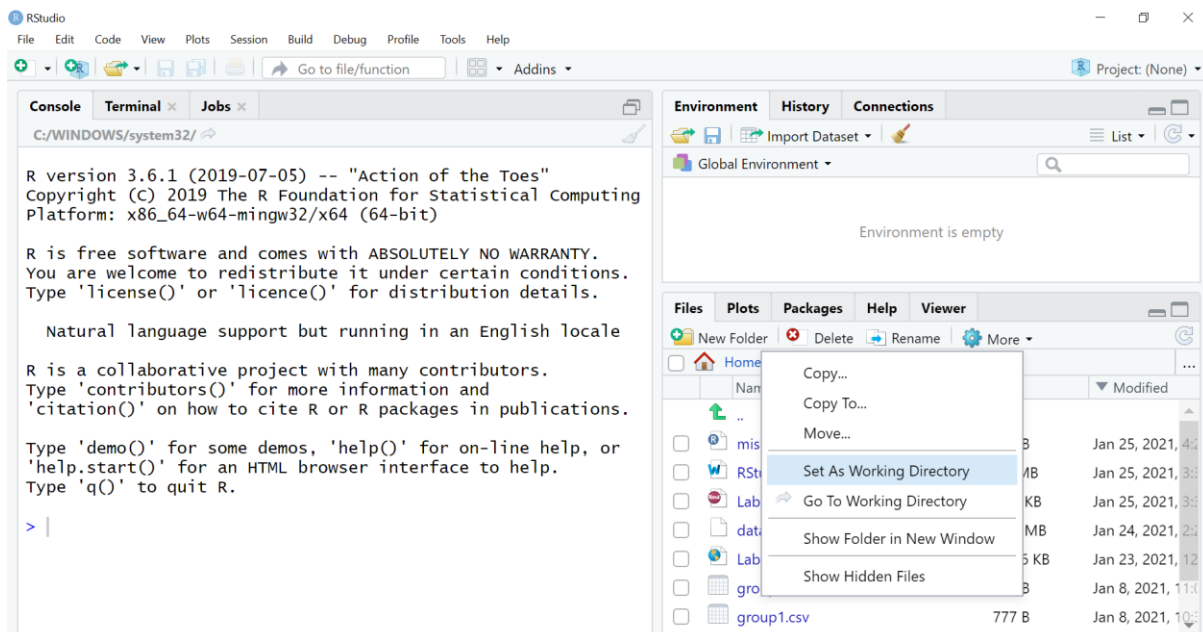 RStudio
File Edit Code View Plots Session Build Debug Profile Tools Help
Go to file/function Addins Project: (None)
Console Terminal Jobs
C:/WINDOWS/system32/
R version 3.6.1 (2019-07-05) -- "Action of the Toes"
Copyright (C) 2019 The R Foundation for Statistical Computing
Platform: x86_64-w64-mingw32/x64 (64-bit)
R is free software and comes with ABSOLUTELY NO WARRANTY.
You are welcome to redistribute it under certain conditions.
Type 'license()' or 'licence()' for distribution details.
Natural language support but running in an English locale
R is a collaborative project with many contributors.
Type 'contributors()' for more information and
'citation()' on how to cite R or R packages in publications.
Type 'demo()' for some demos, 'help()' for on-line help, or
'help.start()' for an HTML browser interface to help.
Type 'q()' to quit R.
>
Environment History Connections
Import Dataset List
Global Environment
Environment is empty
Files Plots Packages Help Viewer
New Folder Delete Rename More
Home ...
Modified
..
Jan 25, 2021,
Jan 25, 2021,
KB Jan 25, 2021,
MB Jan 24, 2021,
KB Jan 23, 2021,
Jan 8, 2021,
group1.csv 777 B Jan 8, 2021,
Copy...
Copy To...
Move...
Set As Working Directory
Go To Working Directory
Show Folder in New Window
Show Hidden Files